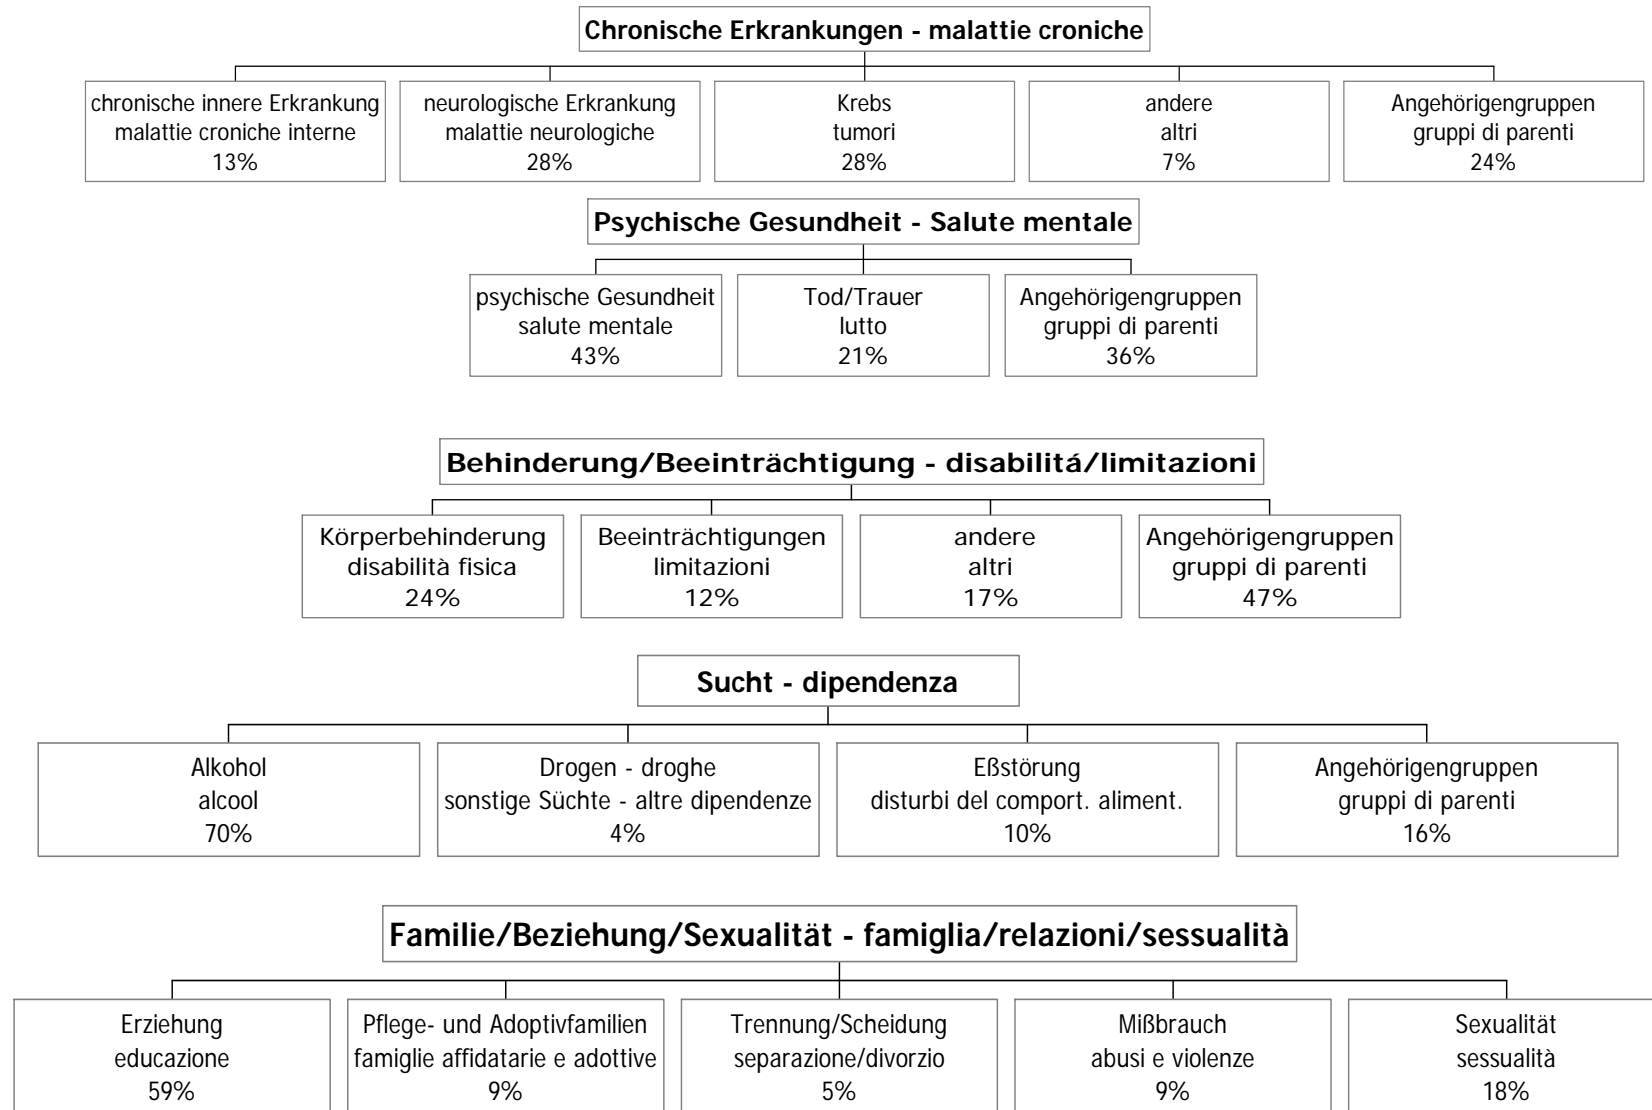 Chronische Erkrankungen - malattie croniche
chronische innere Erkrankung
malattie croniche interne
13%
neurologische Erkrankung
malattie neurologiche
28%
Krebs
tumori
28%
andere
altri
7%
Angehörigengruppen
gruppi di parenti
24%
Psychische Gesundheit - Salute mentale
psychische Gesundheit
salute mentale
43%
Tod/Trauer
lutto
21%
Angehörigengruppen
gruppi di parenti
36%
Behinderung/Beeinträchtigung - disabilitá/limitazioni
Körperbehinderung
disabilità fisica
24%
Beeinträchtigungen
limitazioni
12%
andere
altri
17%
Angehörigengruppen
gruppi di parenti
47%
Sucht - dipendenza
Alkohol
alcool
70%
Drogen - droghe
sonstige Süchte - altre dipendenze
4%
Eßstörung
disturbi del comport. aliment.
10%
Angehörigengruppen
gruppi di parenti
16%
Familie/Beziehung/Sexualität - famiglia/relazioni/sessualità
Erziehung
educazione
59%
Pflege- und Adoptivfamilien
famiglie affidatarie e adottive
9%
Trennung/Scheidung
separazione/divorzio
5%
Mißbrauch
abusi e violenze
9%
Sexualität
sessualità
18%